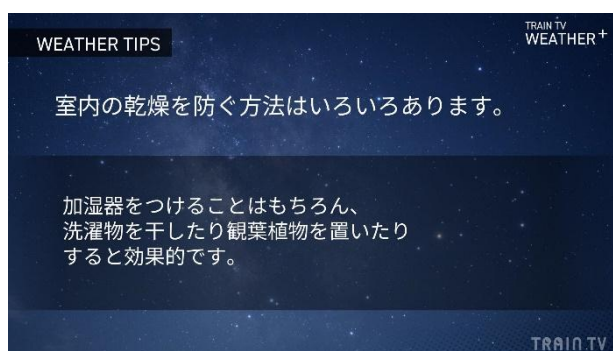 TRAIN TV
WEATHER+
WEATHER TIPS
室内の乾燥を防ぐ方法はいろいろあります。
加湿器をつけることはもちろん、
洗濯物を干したり観葉植物を置いたり
すると効果的です。
TRAIN TV